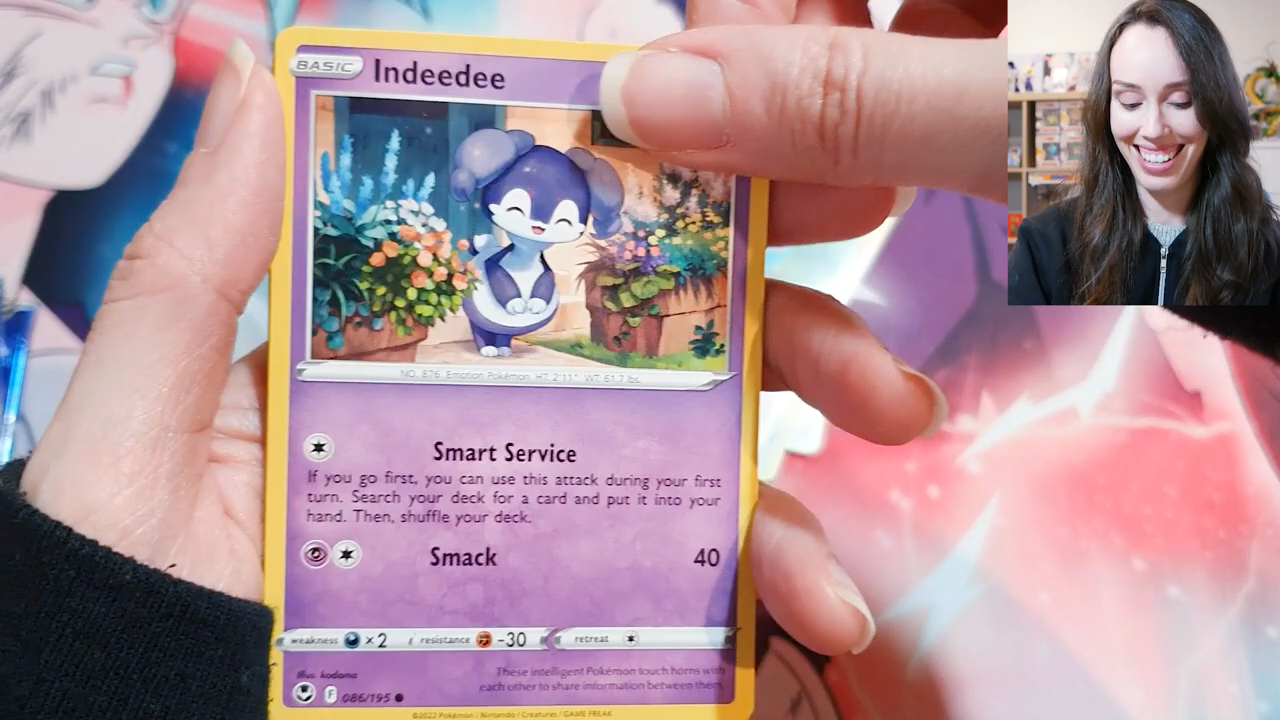 BASIC Indeedee
NO. 876 Emotion Pokémon HT: 2'11" WT: 61.7 lbs.
Smart Service
If you go first, you can use this attack during your first
turn. Search your deck for a card and put it into your
hand. Then, shuffle your deck.
Smack 40
weakness ×2 resistance -30 retreat
Illus. kodama
These intelligent Pokémon touch horns with
each other to share information between them.
F 086/195
©2022 Pokémon / Nintendo / Creatures / GAME FREAK